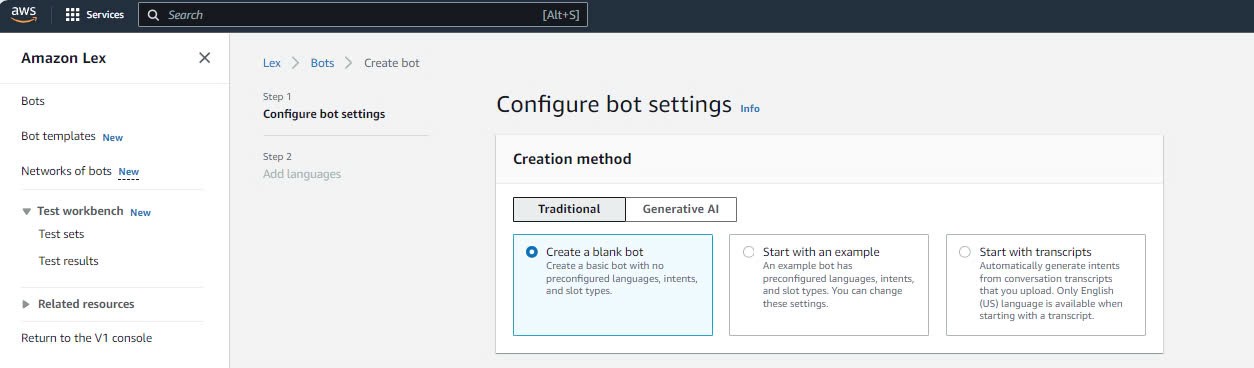 aws
Services
Search
[Alt+S]
Amazon Lex
Bots
Bot templates New
Networks of bots New
Test workbench New
Test sets
Test results
Related resources
Return to the V1 console
Lex > Bots > Create bot
Step 1
Configure bot settings
Step 2
Add languages
Configure bot settings Info
Creation method
Traditional
Generative AI
Create a blank bot
Create a basic bot with no
preconfigured languages, intents,
and slot types.
Start with an example
An example bot has
preconfigured languages, intents,
and slot types. You can change
these settings.
Start with transcripts
Automatically generate intents
from conversation transcripts
that you upload. Only English
(US) language is available when
starting with a transcript.